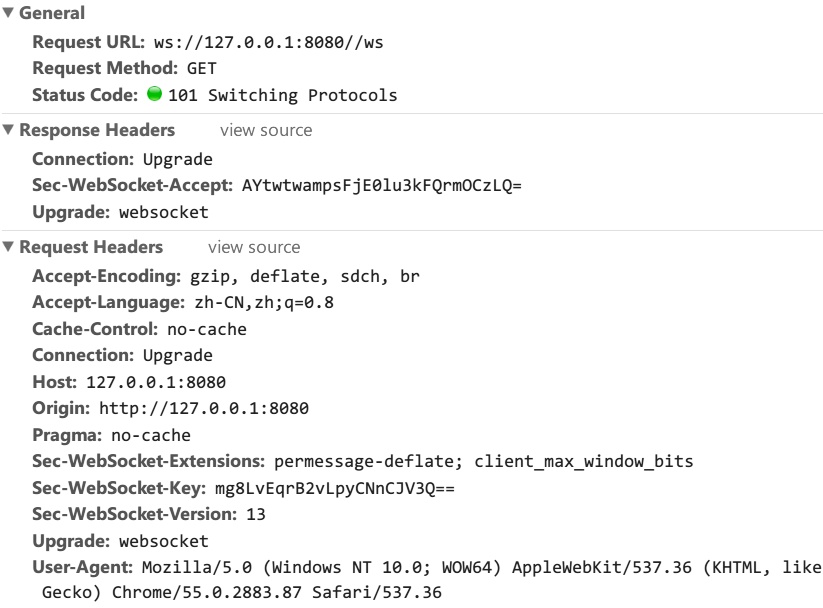 General
Request URL: ws://127.0.0.1:8080//ws
Request Method: GET
Status Code: 101 Switching Protocols
Response Headers view source
Connection: Upgrade
Sec-WebSocket-Accept: AYtwtwampsFjE0lu3kFQrmOCzLQ=
Upgrade: websocket
Request Headers view source
Accept-Encoding: gzip, deflate, sdch, br
Accept-Language: zh-CN,zh;q=0.8
Cache-Control: no-cache
Connection: Upgrade
Host: 127.0.0.1:8080
Origin: http://127.0.0.1:8080
Pragma: no-cache
Sec-WebSocket-Extensions: permessage-deflate; client_max_window_bits
Sec-WebSocket-Key: mg8LvEqrB2vLpyCNnCJV3Q==
Sec-WebSocket-Version: 13
Upgrade: websocket
User-Agent: Mozilla/5.0 (Windows NT 10.0; WOW64) AppleWebKit/537.36 (KHTML, like
Gecko) Chrome/55.0.2883.87 Safari/537.36